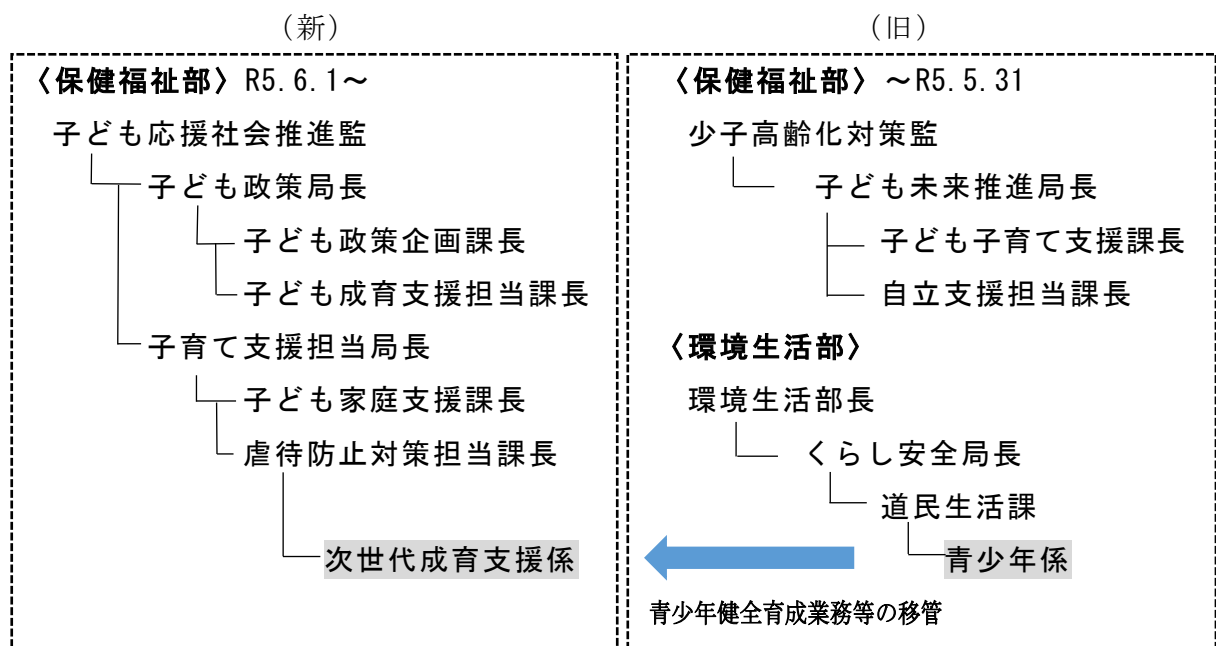 （新）
〈保健福祉部〉R5.6.1～
子ども応援社会推進監
子ども政策局長
子ども政策企画課長
子ども成育支援担当課長
子育て支援担当局長
子ども家庭支援課長
虐待防止対策担当課長
次世代成育支援係
（旧）
〈保健福祉部〉～R5.5.31
少子高齢化対策監
子ども未来推進局長
子ども子育て支援課長
自立支援担当課長
〈環境生活部〉
環境生活部長
くらし安全局長
道民生活課
青少年係
青少年健全育成業務等の移管